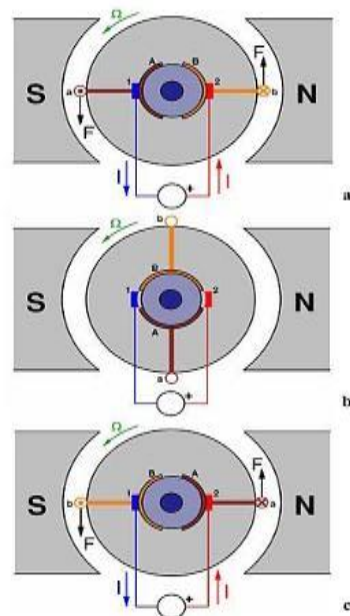 Ω
A B F
S a 1 2 b N
F
I + I
a
b
Ω
B
S 1 2 N
A
a
+
b
Ω
B A F
S b 1 2 a N
F
I + I
c